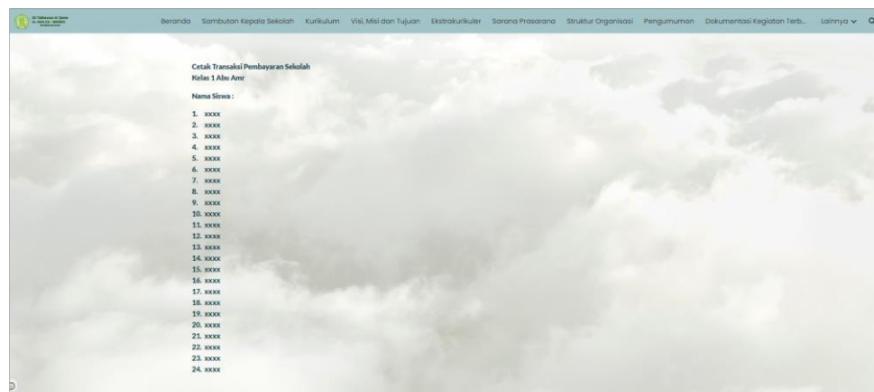 Beranda Sambutan Kepala Sekolah Kurikulum Visi, Misi dan Tujuan Ekstrakurikuler Sarana Prasarana Struktur Organisasi Pengumuman Dokumentasi Kegiatan Terb... Lainnya
Cetak Transaksi Pembayaran Sekolah
Kelas 1 Abu Amr
Nama Siswa :
1. xxxx
2. xxxx
3. xxxx
4. xxxx
5. xxxx
6. xxxx
7. xxxx
8. xxxx
9. xxxx
10. xxxx
11. xxxx
12. xxxx
13. xxxx
14. xxxx
15. xxxx
16. xxxx
17. xxxx
18. xxxx
19. xxxx
20. xxxx
21. xxxx
22. xxxx
23. xxxx
24. xxxx